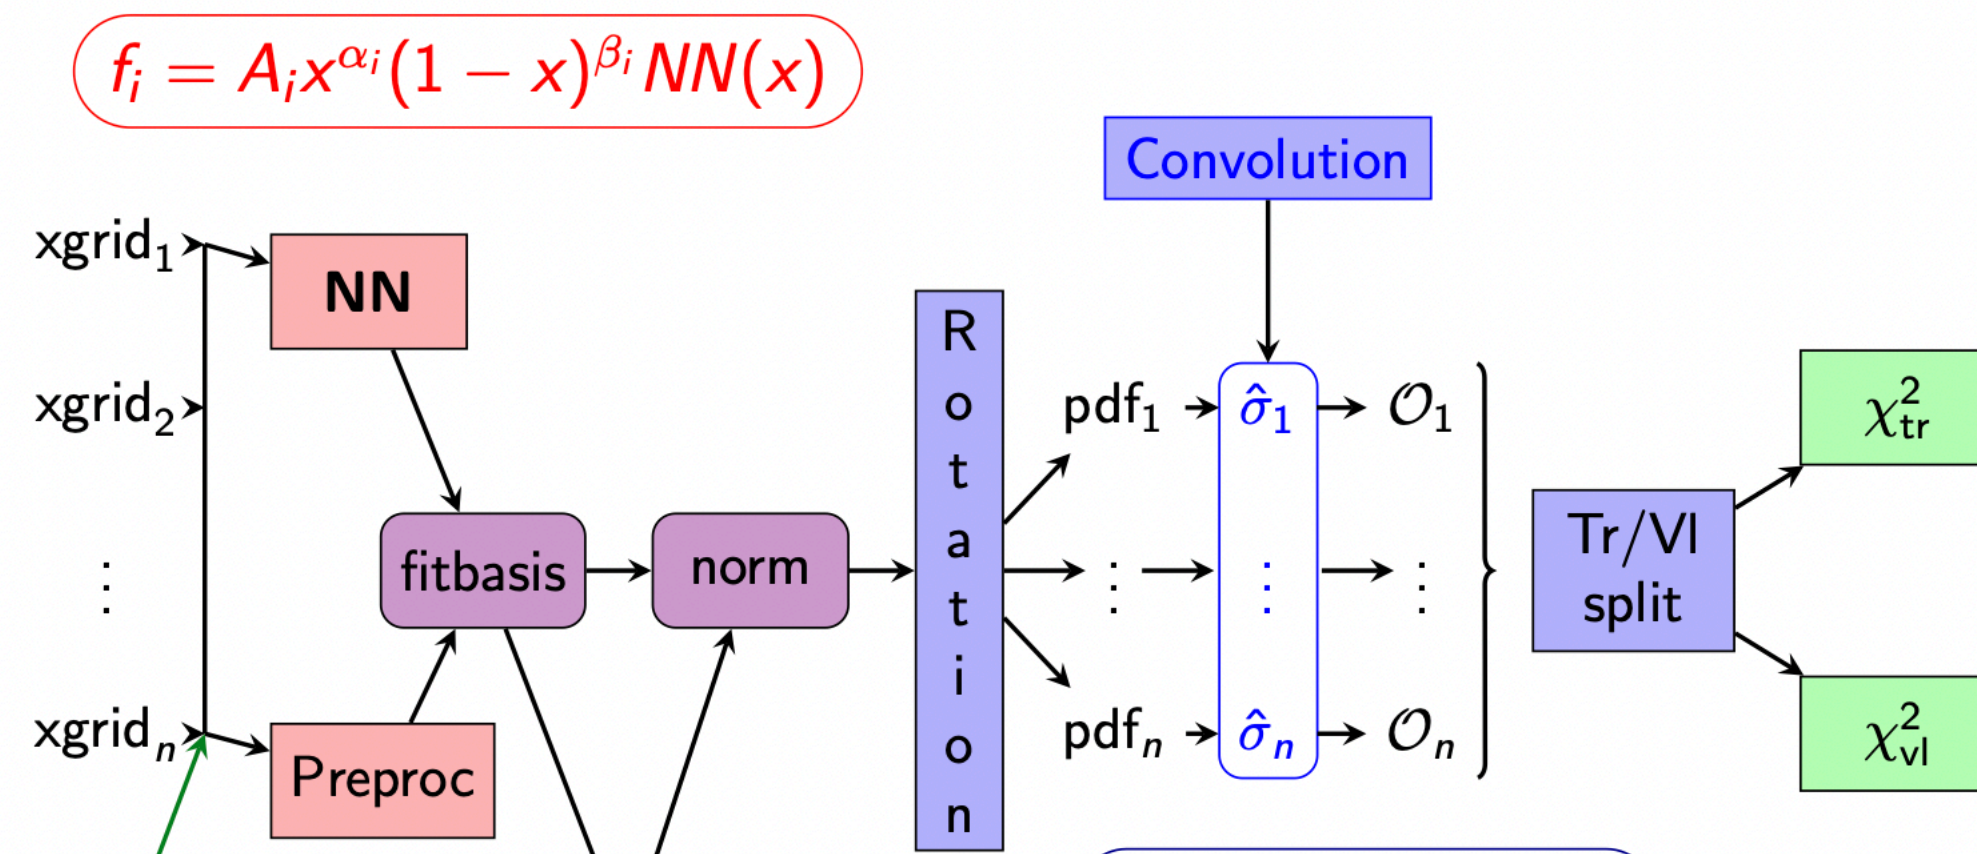 fᵢ = Aᵢx^αᵢ(1 − x)^βᵢ NN(x)
Convolution
xgrid₁
NN
xgrid₂
⋮
xgridₙ
Preproc
fitbasis
norm
Rotation
pdf₁
σ̂₁
𝒪₁
⋮ ⋮ ⋮
pdfₙ
σ̂ₙ
𝒪ₙ
Tr/Vl
split
χ²tr
χ²vl